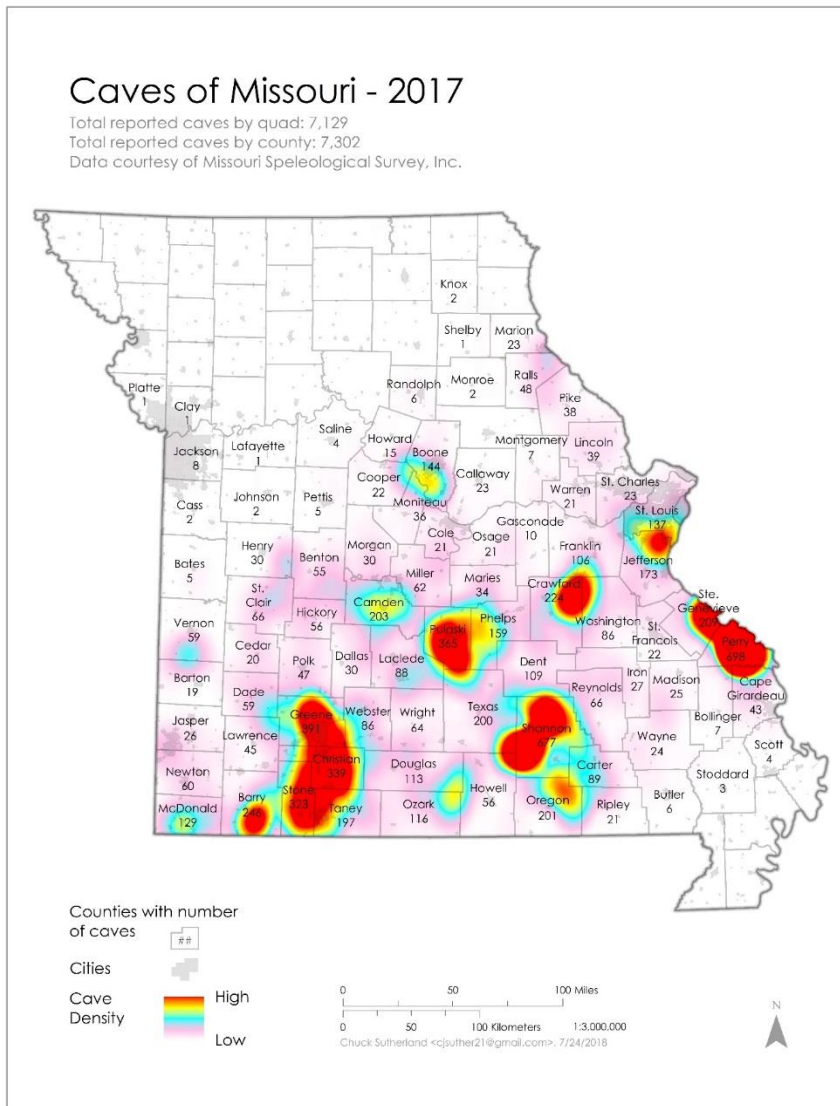 Caves of Missouri - 2017
Total reported caves by quad: 7,129
Total reported caves by county: 7,302
Data courtesy of Missouri Speleological Survey, Inc.
Knox
2
Shelby
1
Marion
23
Platte
1
Clay
1
Randolph
6
Monroe
2
Ralls
48
Pike
38
Jackson
8
Lafayette
1
Saline
4
Howard
15
Boone
144
Montgomery
7
Lincoln
39
Cooper
22
Callaway
23
Warren
21
St. Charles
23
Cass
2
Johnson
2
Pettis
5
Moniteau
36
Gasconade
10
St. Louis
137
Cole
21
Osage
21
Franklin
106
Jefferson
173
Bates
5
Henry
30
Benton
55
Morgan
30
Miller
62
Maries
34
Crawford
224
St.
Clair
66
Hickory
56
Camden
203
Pulaski
365
Phelps
159
Washington
86
St.
Francois
22
Ste.
Genevieve
209
Perry
698
Vernon
59
Cedar
20
Polk
47
Dallas
30
Laclede
88
Dent
109
Iron
27
Madison
25
Cape
Girardeau
43
Barton
19
Dade
59
Greene
391
Webster
86
Wright
64
Texas
200
Reynolds
66
Bollinger
7
Jasper
26
Lawrence
45
Christian
339
Douglas
113
Shannon
677
Wayne
24
Scott
4
Newton
60
Carter
89
Stoddard
3
McDonald
129
Barry
Stone
323
Taney
197
Ozark
116
Howell
56
Oregon
201
Ripley
21
Butler
6
Counties with number
of caves
##
Cities
Cave
Density
High
Low
0 50 100 Miles
0 50 100 Kilometers
1:3,000,000
Chuck Sutherland <cjsuther21@gmail.com>, 7/24/2018
N